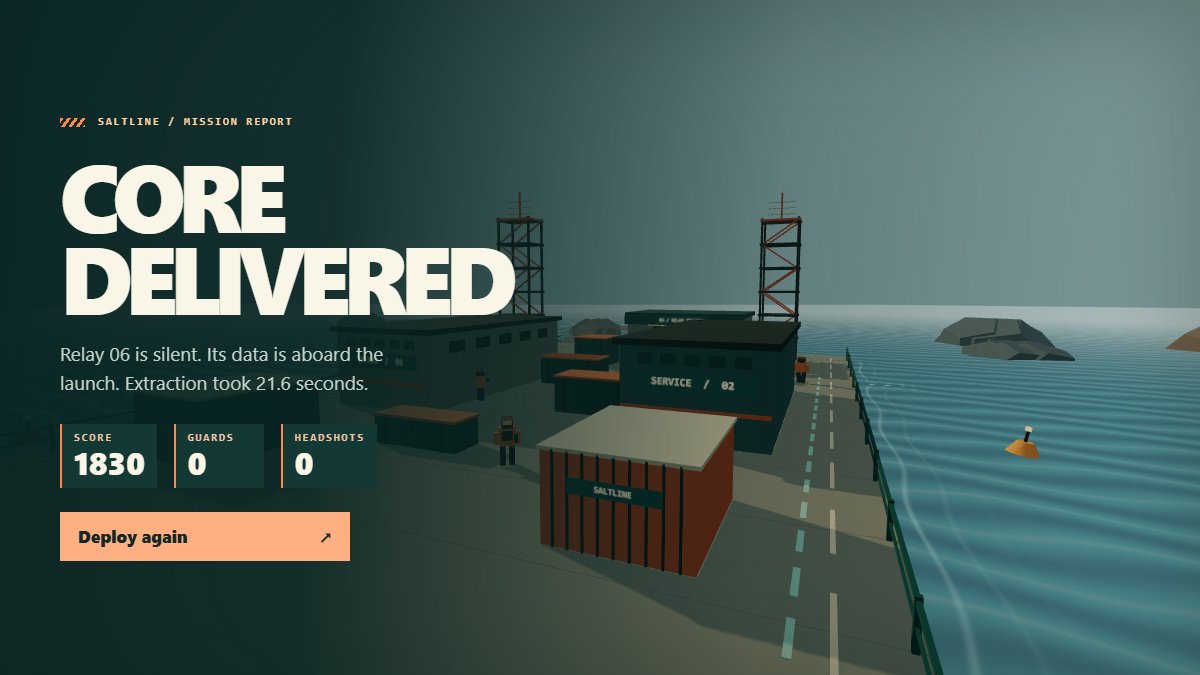 SALTLINE / MISSION REPORT
CORE
DELIVERED
Relay 06 is silent. Its data is aboard the
launch. Extraction took 21.6 seconds.
SCORE
1830
GUARDS
0
HEADSHOTS
0
Deploy again ↗
SERVICE / 02
SALTLINE